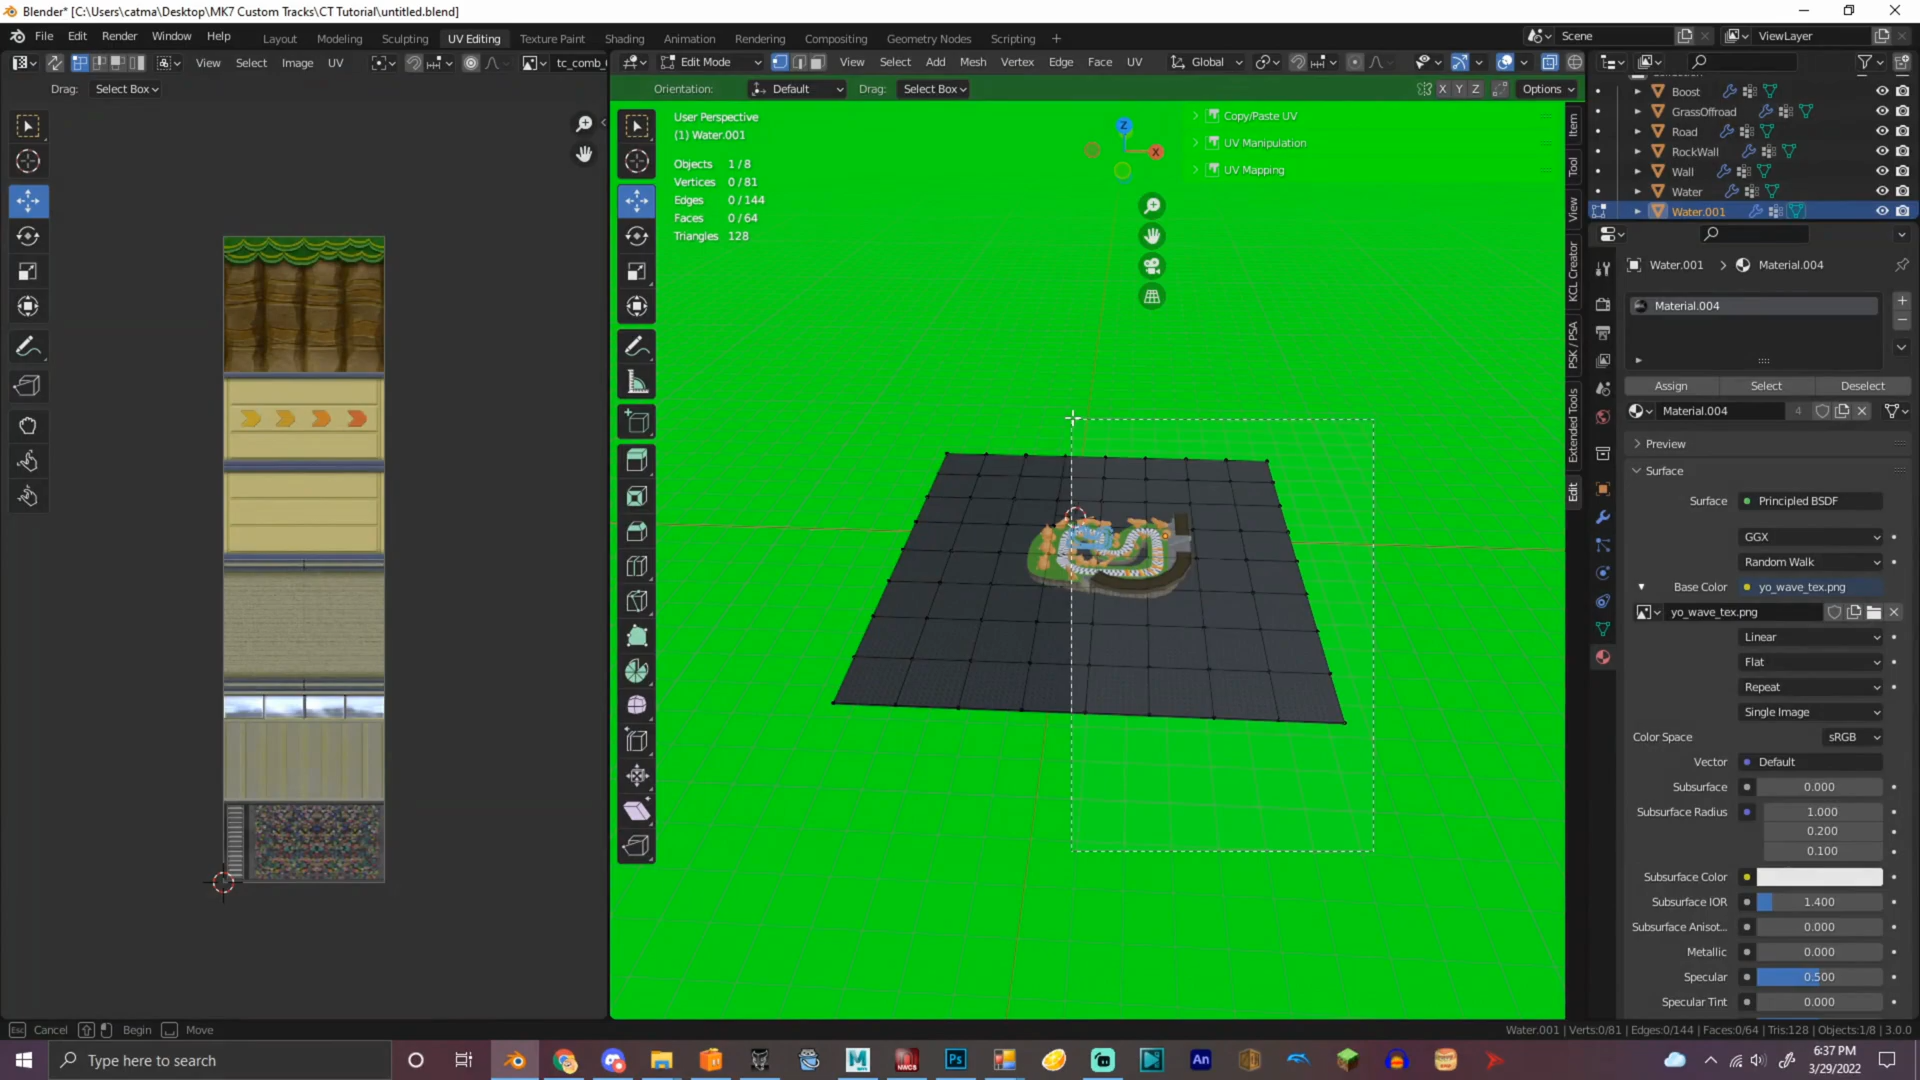 Blender* [C:\Users\catma\Desktop\MK7 Custom Tracks\CT Tutorial\untitled.blend]
File Edit Render Window Help Layout Modeling Sculpting UV Editing Texture Paint Shading Animation Rendering Compositing Geometry Nodes Scripting + Scene ViewLayer
View Select Image UV tc_comb_ Edit Mode View Select Add Mesh Vertex Edge Face UV Global
Drag: Select Box Orientation: Default Drag: Select Box X Y Z Options
User Perspective
(1) Water.001
Objects 1/8
Vertices 0/81
Edges 0/144
Faces 0/64
Triangles 128
Z
X
Copy/Paste UV
UV Manipulation
UV Mapping
Item
Tool
View
KCL Creator
PSK / PSA
Extended Tools
Edit
Boost
GrassOffroad
Road
RockWall
Wall
Water
Water.001
Water.001 > Material.004
Material.004
Assign Select Deselect
Material.004 4
Preview
Surface
Surface Principled BSDF
GGX
Random Walk
Base Color yo_wave_tex.png
yo_wave_tex.png
Linear
Flat
Repeat
Single Image
Color Space sRGB
Vector Default
Subsurface 0.000
Subsurface Radius 1.000
0.200
0.100
Subsurface Color
Subsurface IOR 1.400
Subsurface Anisot... 0.000
Metallic 0.000
Specular 0.500
Specular Tint 0.000
Esc Cancel Begin Move Water.001 | Verts:0/81 | Edges:0/144 | Faces:0/64 | Tris:128 | Objects:1/8 | 3.0.0
Type here to search
Ps
An
6:37 PM
3/29/2022